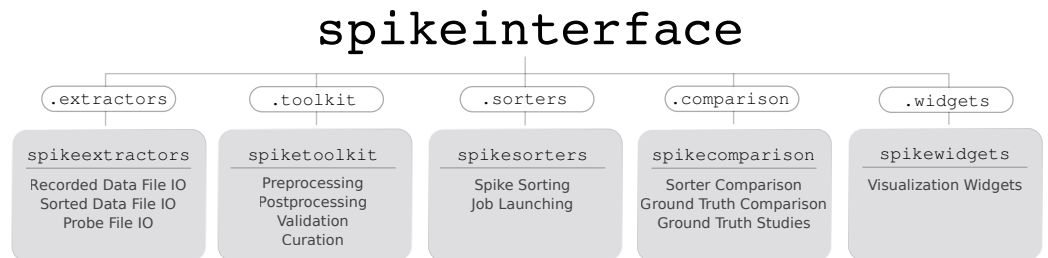 spikeinterface
.extractors
.toolkit
.sorters
.comparison
.widgets
spikeextractors
Recorded Data File IO
Sorted Data File IO
Probe File IO
spiketoolkit
Preprocessing
Postprocessing
Validation
Curation
spikesorters
Spike Sorting
Job Launching
spikecomparison
Sorter Comparison
Ground Truth Comparison
Ground Truth Studies
spikewidgets
Visualization Widgets